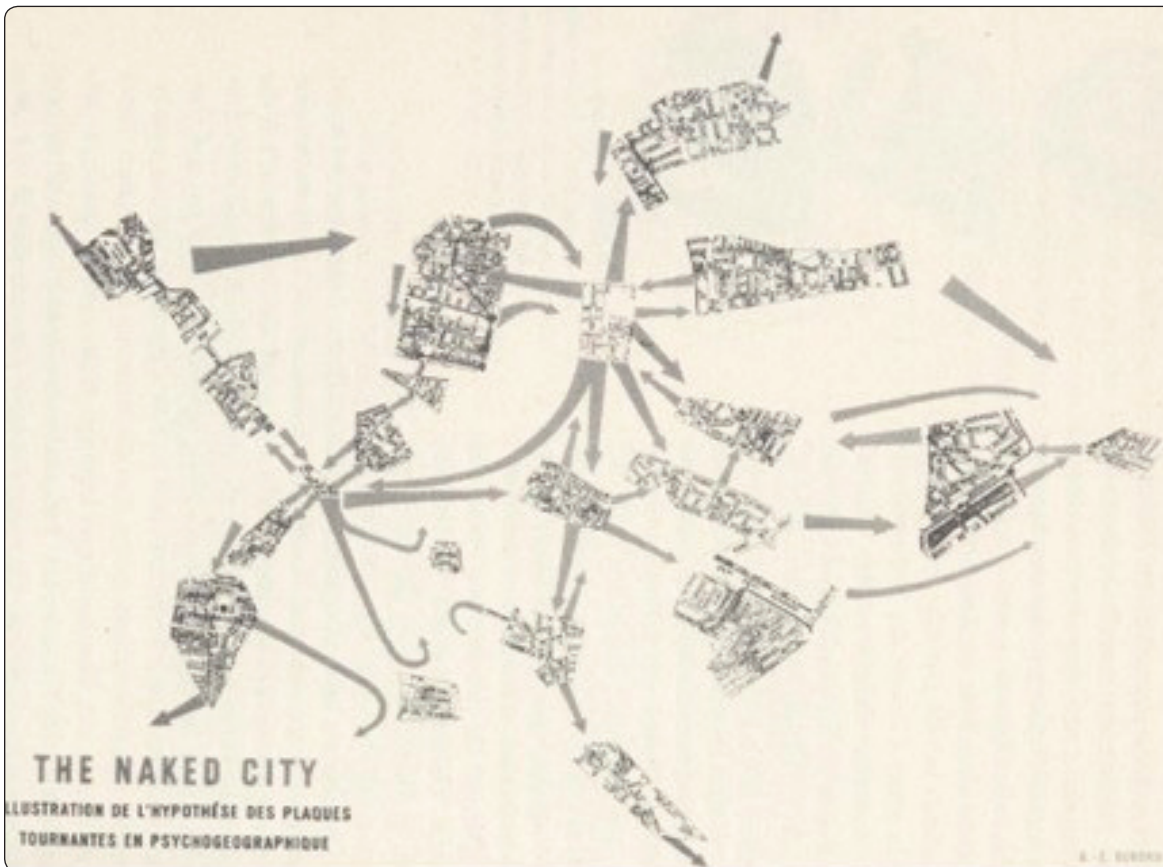 THE NAKED CITY
LLUSTRATION DE L'HYPOTHÉSE DES PLAQUES
TOURNANTES EN PSYCHOGEOGRAPHIQUE